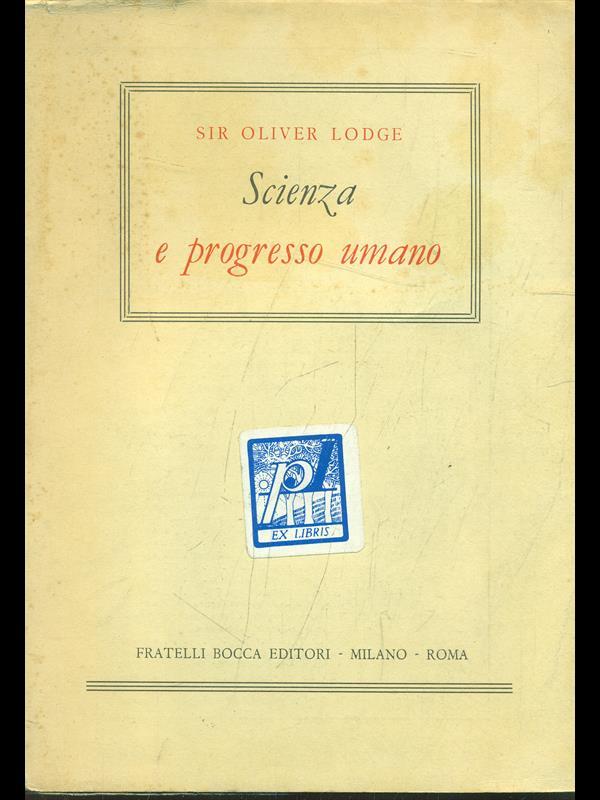 SIR OLIVER LODGE
Scienza
e progresso umano
EX LIBRIS
FRATELLI BOCCA EDITORI - MILANO - ROMA